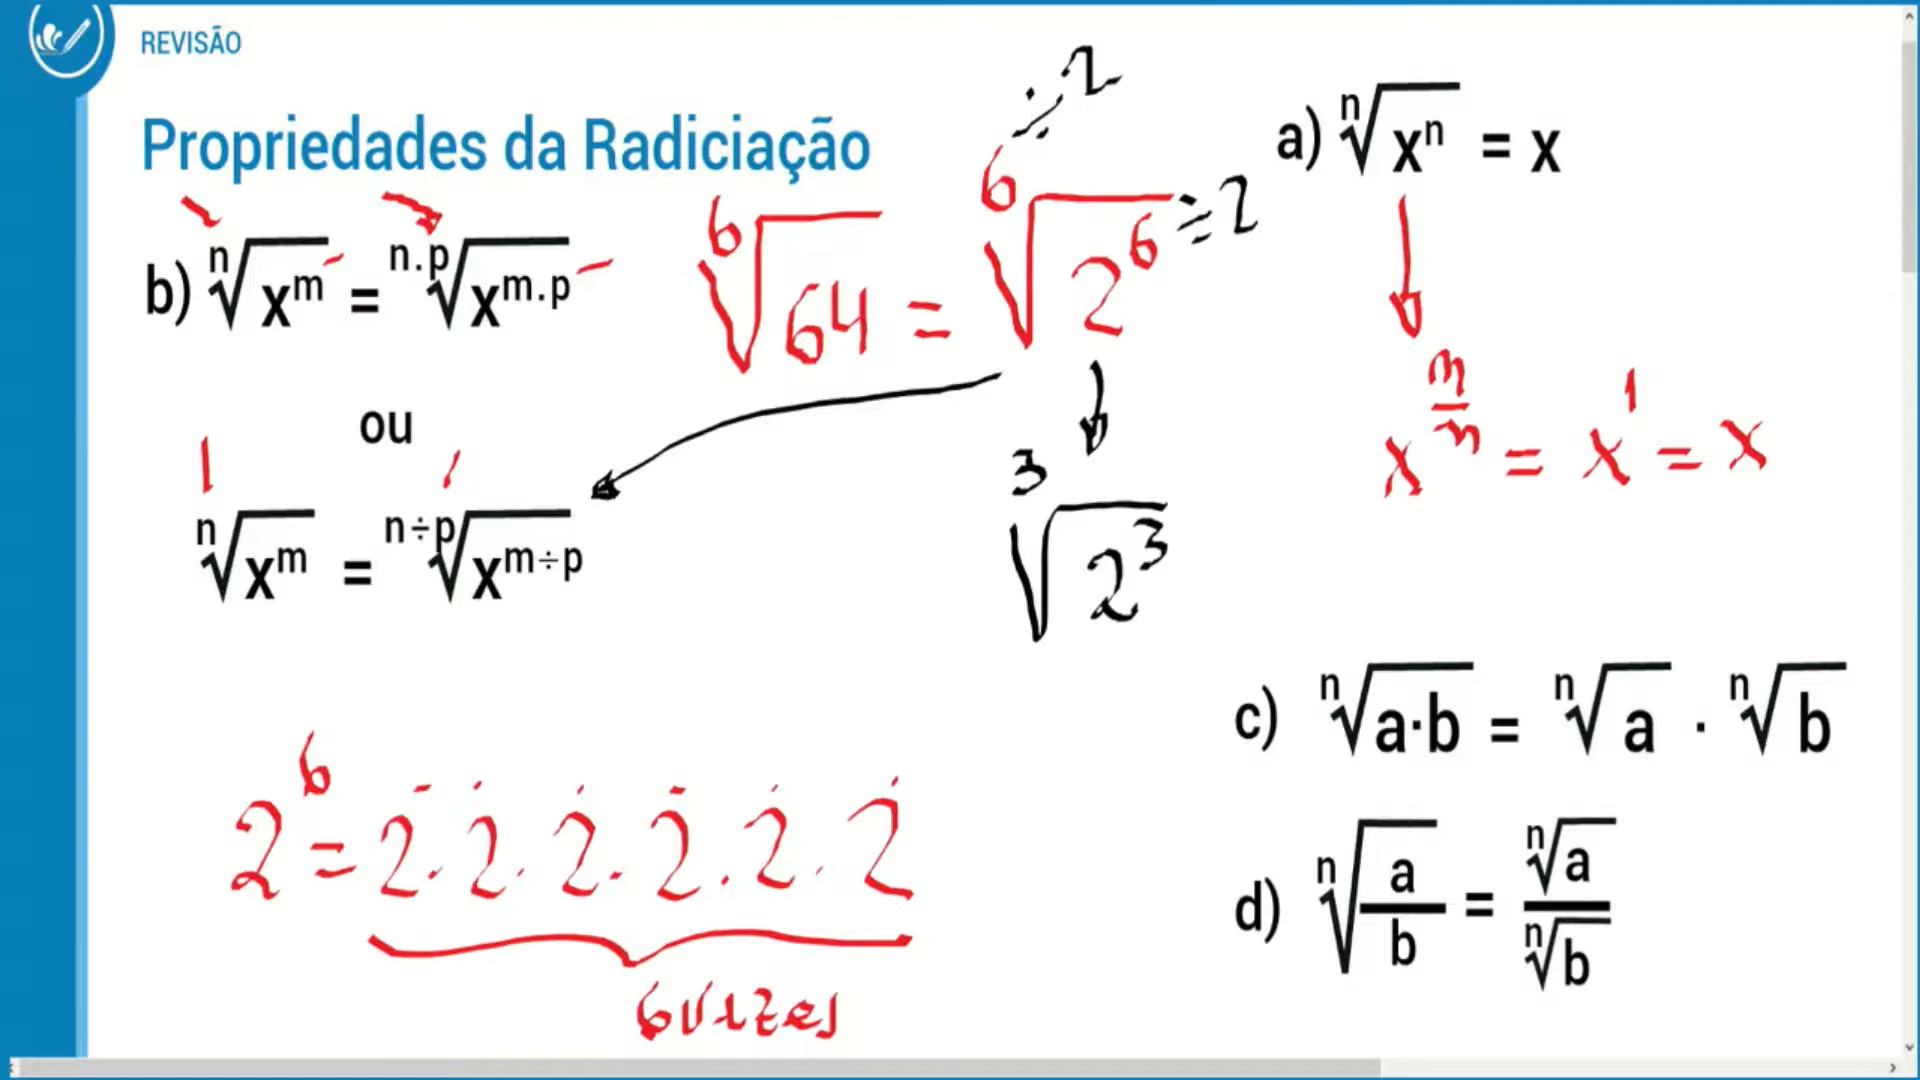 REVISÃO
Propriedades da Radiciação
b) ⁿ√xᵐ = ⁿ·ᵖ√xᵐ·ᵖ
ou
ⁿ√xᵐ = ⁿ÷ᵖ√xᵐ÷ᵖ
⁶√64 = ⁶√2⁶
÷2
÷2
³√2³
2⁶ = 2.2.2.2.2.2
6 vezes
a) ⁿ√xⁿ = x
x^(n/n) = x¹ = x
c) ⁿ√a·b = ⁿ√a · ⁿ√b
d) ⁿ√(a/b) = ⁿ√a/ⁿ√b